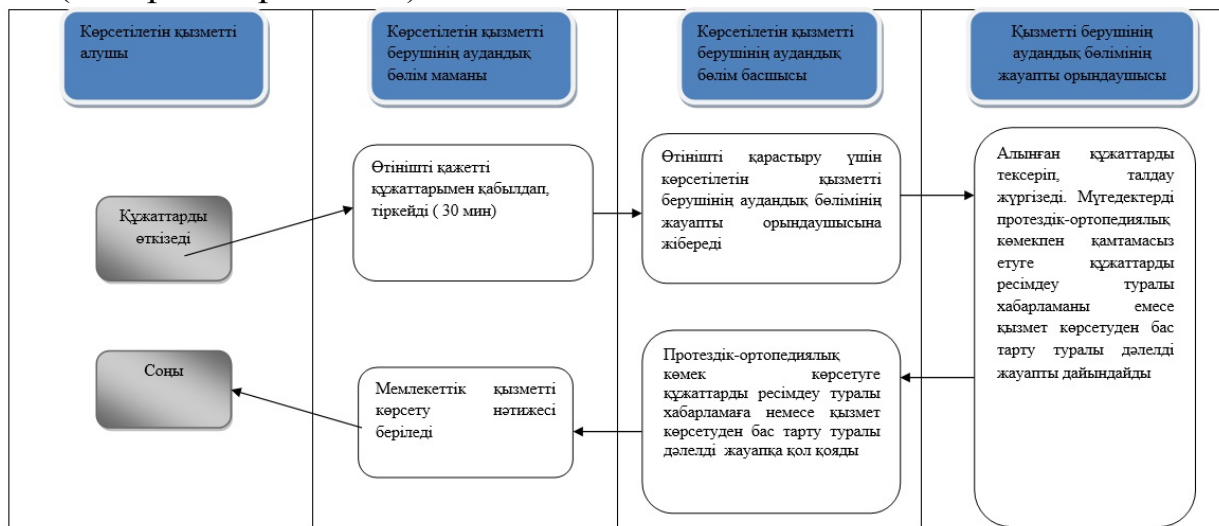 Көрсетілетін қызметті
алушы
Көрсетілетін қызметті
берушінің аудандық
бөлім маманы
Көрсетілетін қызметті
берушінің аудандық
бөлім басшысы
Қызметті берушінің
аудандық бөлімінің
жауапты орындаушысы
Құжаттарды
өткізеді
Өтінішті қажетті
құжаттарымен қабылдап,
тіркейді ( 30 мин)
Өтінішті қарастыру үшін
көрсетілетін қызметті
берушінің аудандық бөлімінің
жауапты орындаушысына
жібереді
Алынған құжаттарды
тексеріп, талдау
жүргізеді. Мүгедектерді
протездік-ортопедиялық
көмекпен қамтамасыз
етуге құжаттарды
ресімдеу туралы
хабарламаны емесе
қызмет көрсетуден бас
тарту туралы дәлелді
жауапты дайындайды
Соңы
Мемлекеттік қызметті
көрсету нәтижесі
беріледі
Протездік-ортопедиялық
көмек көрсетуге
құжаттарды ресімдеу туралы
хабарламаға немесе қызмет
көрсетуден бас тарту туралы
дәлелді жауапқа қол қояды